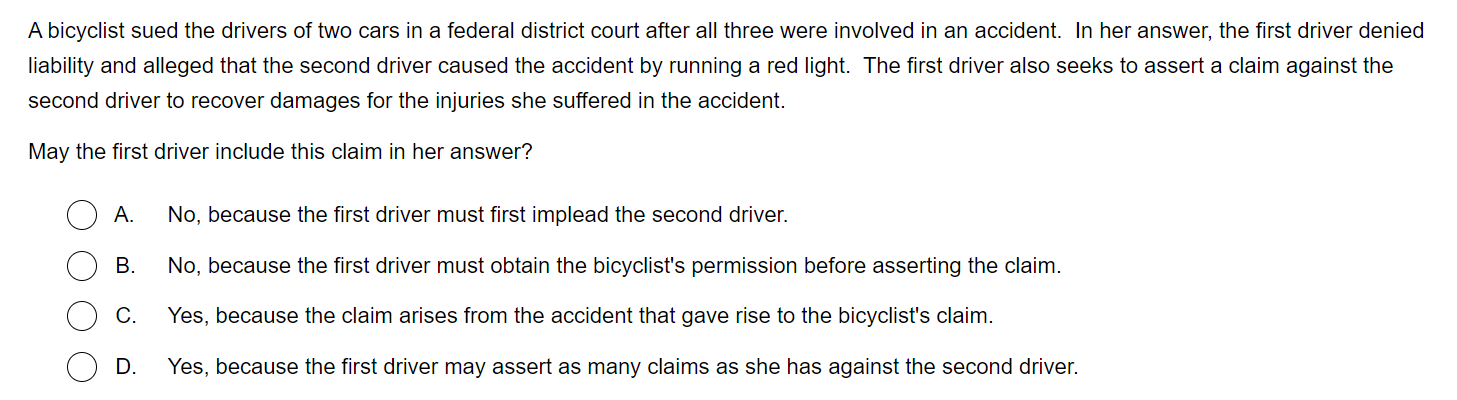 A bicyclist sued the drivers of two cars in a federal district court after all three were involved in an accident.  In her answer, the first driver denied
liability and alleged that the second driver caused the accident by running a red light.  The first driver also seeks to assert a claim against the
second driver to recover damages for the injuries she suffered in the accident.
May the first driver include this claim in her answer?
A. No, because the first driver must first implead the second driver.
B. No, because the first driver must obtain the bicyclist's permission before asserting the claim.
C. Yes, because the claim arises from the accident that gave rise to the bicyclist's claim.
D. Yes, because the first driver may assert as many claims as she has against the second driver.